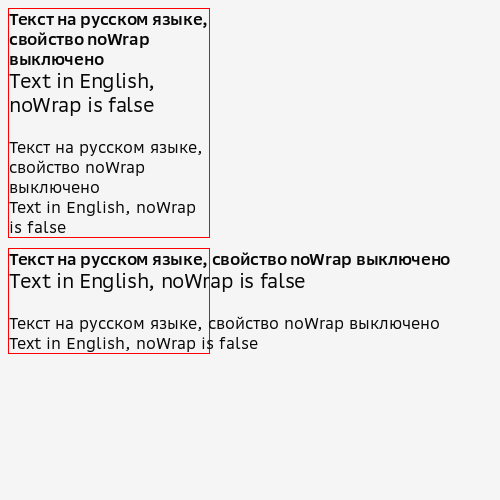 Текст на русском языке,
свойство noWrap
выключено
Text in English,
noWrap is false
Текст на русском языке,
свойство noWrap
выключено
Text in English, noWrap
is false
Текст на русском языке, свойство noWrap выключено
Text in English, noWrap is false
Текст на русском языке, свойство noWrap выключено
Text in English, noWrap is false